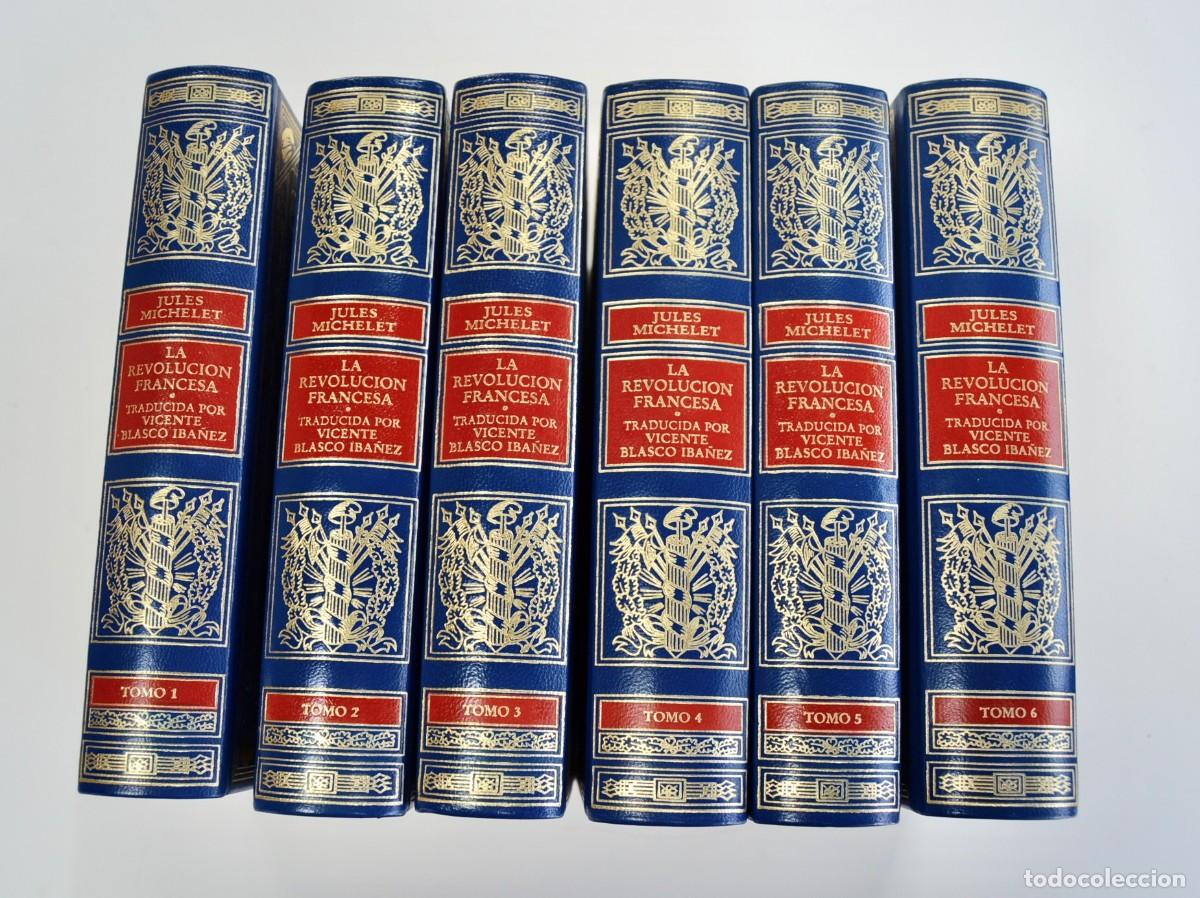 JULES
MICHELET
LA
REVOLUCION
FRANCESA
TRADUCIDA POR
VICENTE
BLASCO IBAÑEZ
TOMO 1
JULES
MICHELET
LA
REVOLUCION
FRANCESA
TRADUCIDA POR
VICENTE
BLASCO IBAÑEZ
TOMO 2
JULES
MICHELET
LA
REVOLUCION
FRANCESA
TRADUCIDA POR
VICENTE
BLASCO IBAÑEZ
TOMO 3
JULES
MICHELET
LA
REVOLUCION
FRANCESA
TRADUCIDA POR
VICENTE
BLASCO IBAÑEZ
TOMO 4
JULES
MICHELET
LA
REVOLUCION
FRANCESA
TRADUCIDA POR
VICENTE
BLASCO IBAÑEZ
TOMO 5
JULES
MICHELET
LA
REVOLUCION
FRANCESA
TRADUCIDA POR
VICENTE
BLASCO IBAÑEZ
TOMO 6
todocoleccion